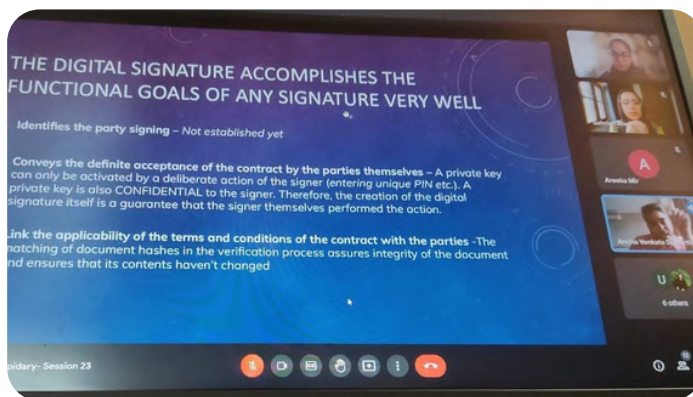 THE DIGITAL SIGNATURE ACCOMPLISHES THE
FUNCTIONAL GOALS OF ANY SIGNATURE VERY WELL
Identifies the party signing – Not established yet
Conveys the definite acceptance of the contract by the parties themselves – A private key
can only be activated by a deliberate action of the signer (entering unique PIN etc.). A
private key is also CONFIDENTIAL to the signer. Therefore, the creation of the digital
signature itself is a guarantee that the signer themselves performed the action.
Link the applicability of the terms and conditions of the contract with the parties -The
matching of document hashes in the verification process assures integrity of the document
nd ensures that its contents haven't changed
A
Areeka Mir
Venkata
U
6 others
pidary- Session 23